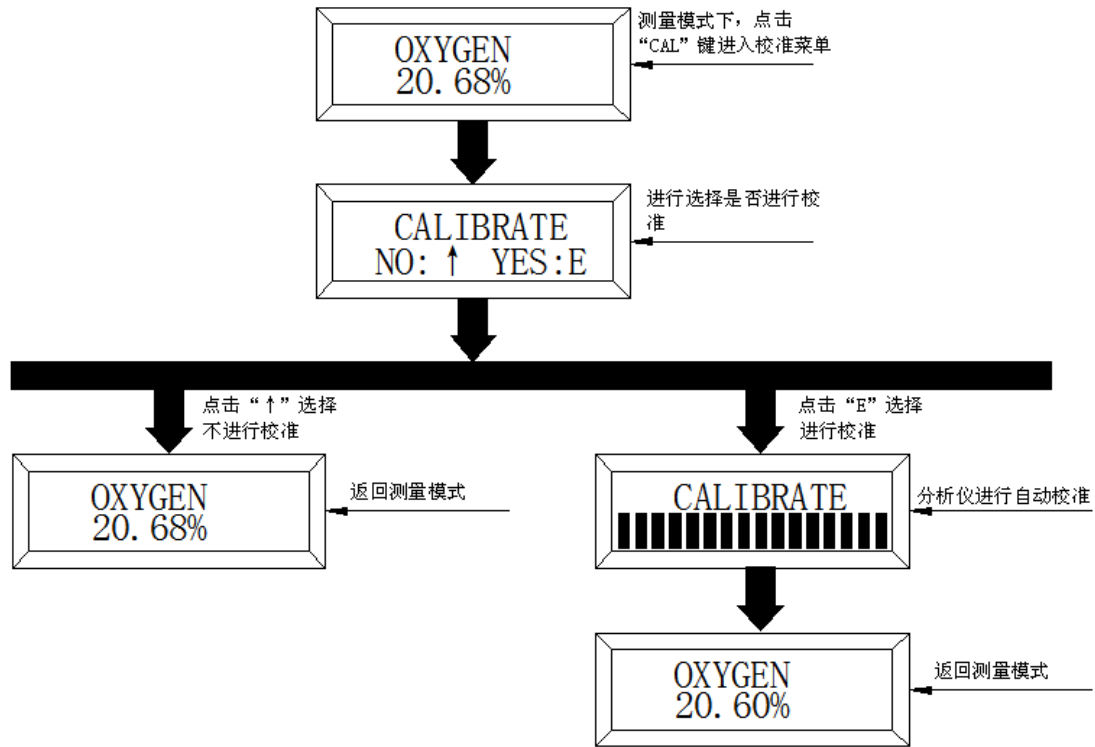 OXYGEN
20.68%
测量模式下，点击
“CAL”键进入校准菜单
CALIBRATE
NO:↑ YES:E
进行选择是否进行校
准
点击“↑”选择
不进行校准
点击“E”选择
进行校准
OXYGEN
20.68%
返回测量模式
CALIBRATE
分析仪进行自动校准
OXYGEN
20.60%
返回测量模式